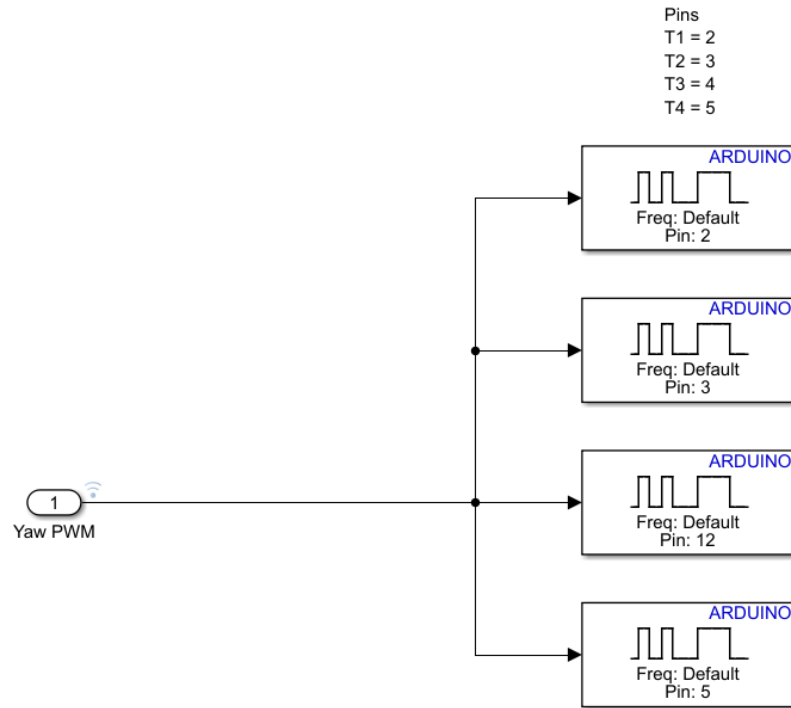 Pins
T1 = 2
T2 = 3
T3 = 4
T4 = 5
ARDUINO
Freq: Default
Pin: 2
ARDUINO
Freq: Default
Pin: 3
ARDUINO
Freq: Default
Pin: 12
1
Yaw PWM
ARDUINO
Freq: Default
Pin: 5